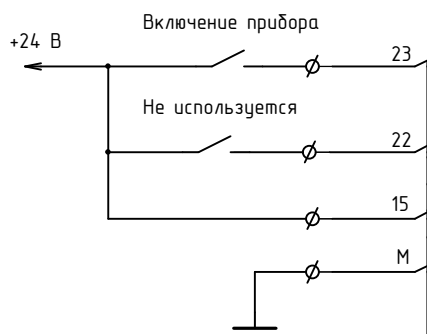 Включение прибора
+24 В
23
Не используется
22
15
М